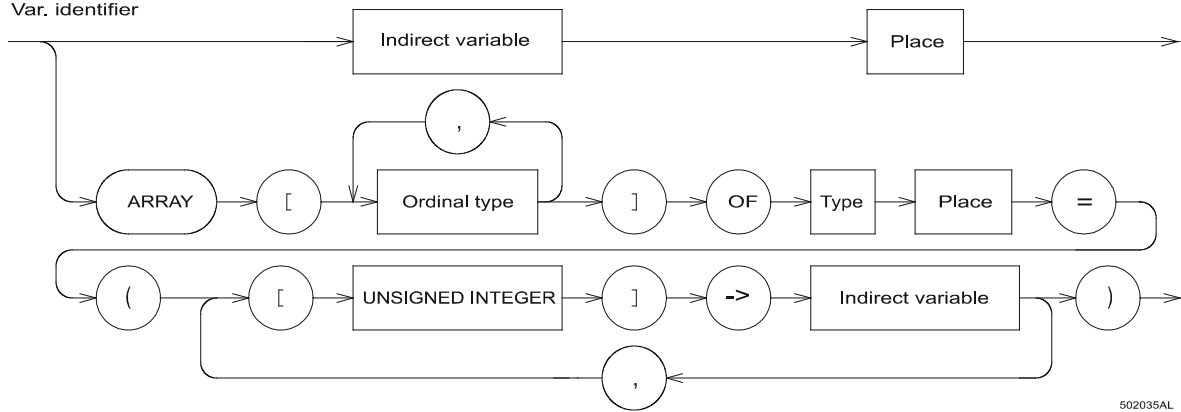 Var. identifier
Indirect variable Place
,
ARRAY [ Ordinal type ] OF Type Place =
( [ UNSIGNED INTEGER ] -> Indirect variable )
,
502035AL